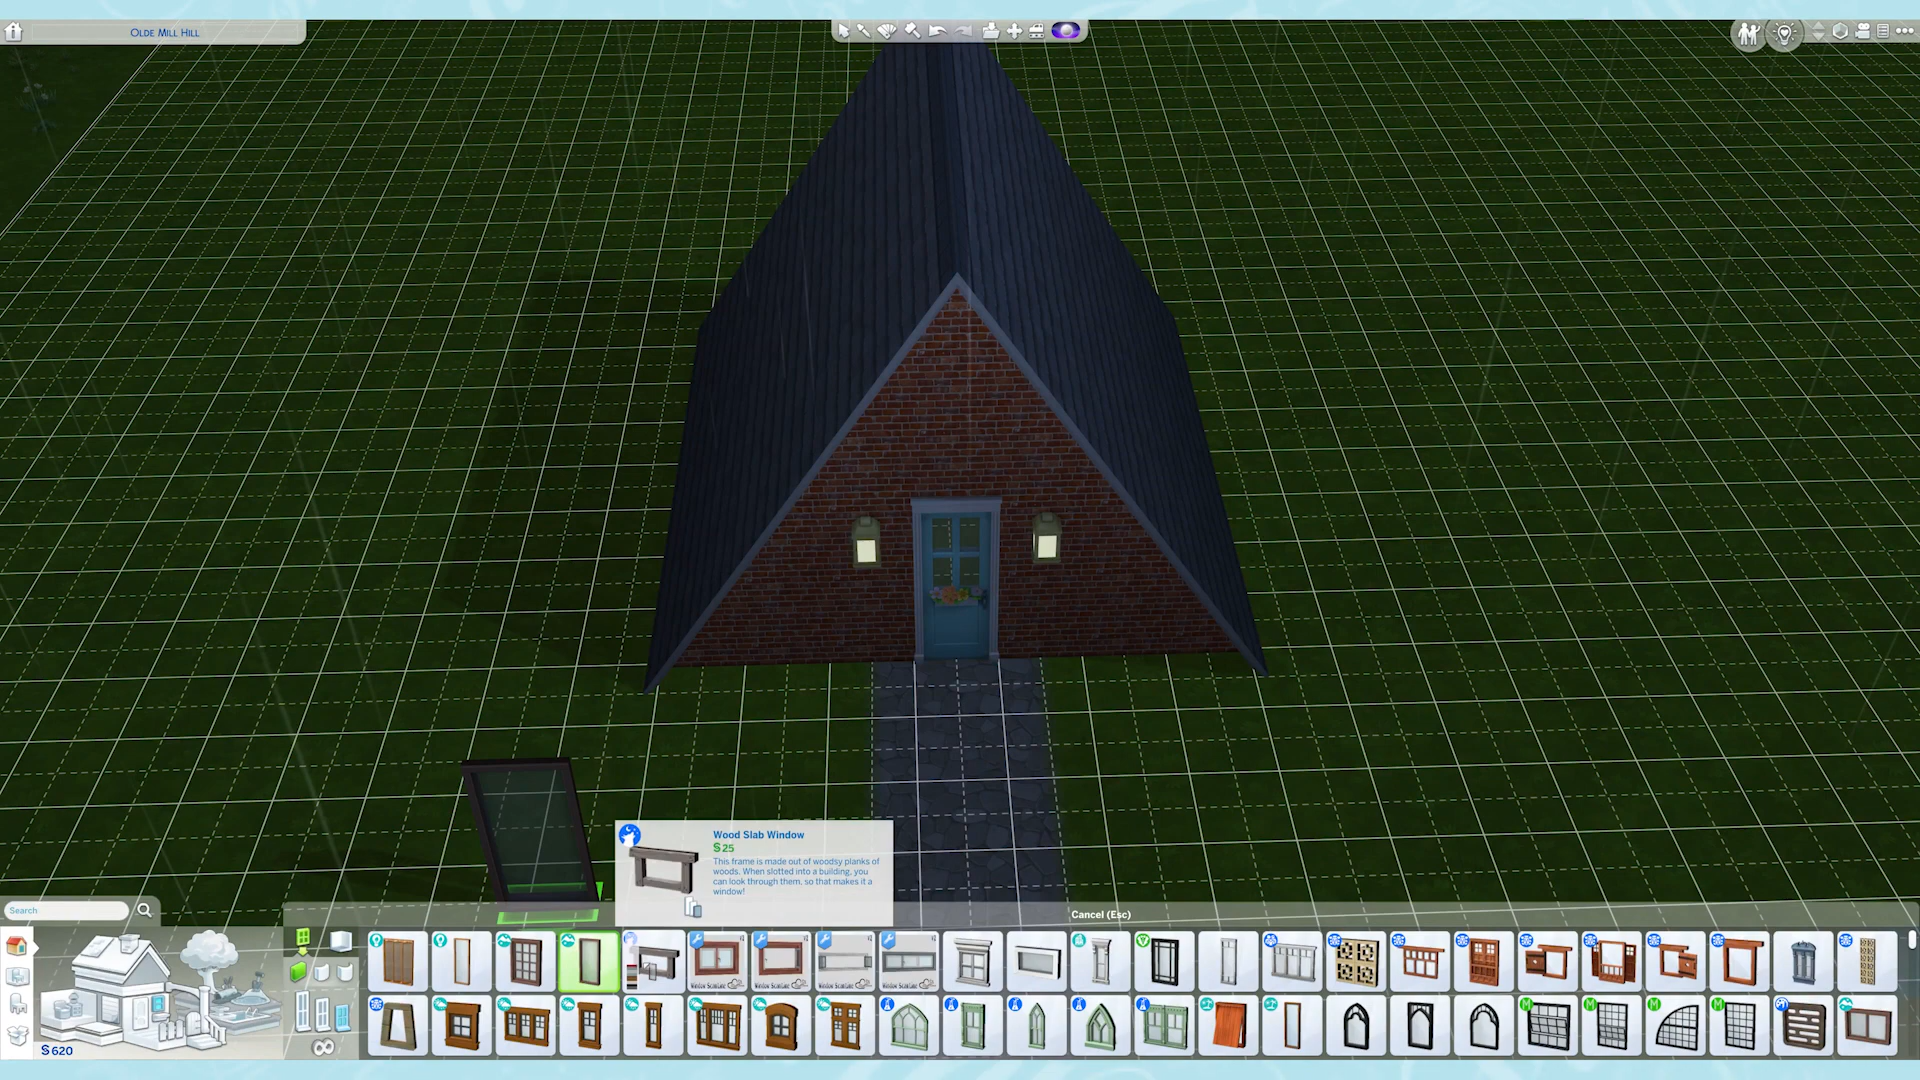 Olde Mill Hill
Wood Slab Window
§25
This frame is made out of woodsy planks of
woods. When slotted into a building, you
can look through them, so that makes it a
window!
Cancel (Esc)
Search
§620